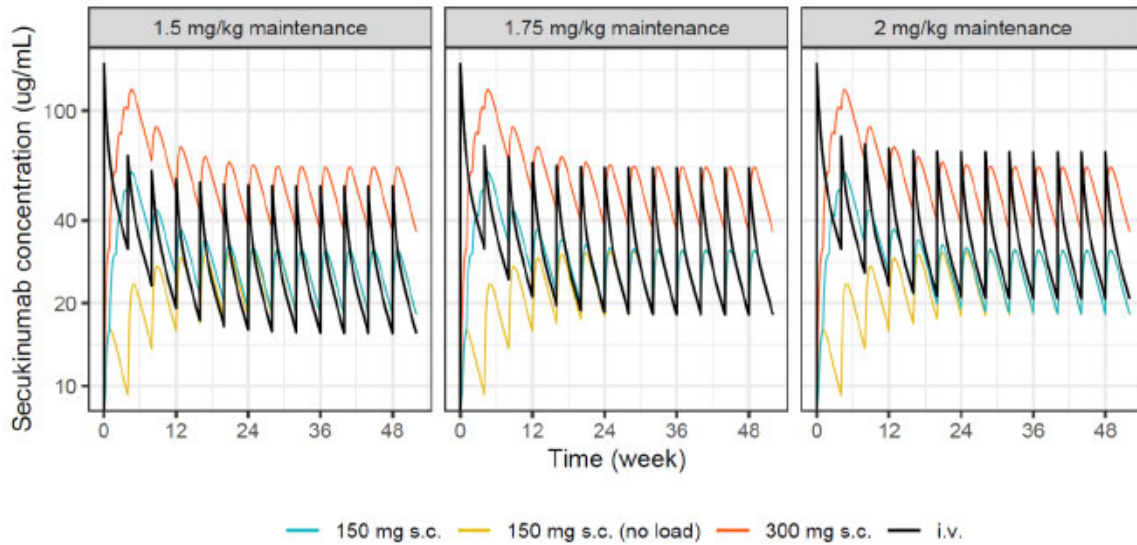 1.5 mg/kg maintenance 1.75 mg/kg maintenance 2 mg/kg maintenance
Secukinumab concentration (ug/mL)
100
40
20
10
0 12 24 36 48 0 12 24 36 48 0 12 24 36 48
Time (week)
150 mg s.c. 150 mg s.c. (no load) 300 mg s.c. i.v.